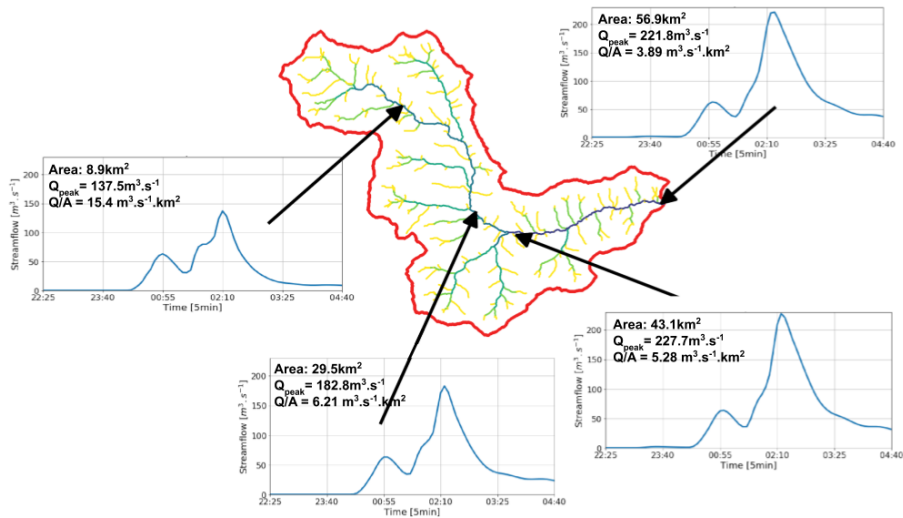 Area: 56.9km²
Qpeak = 221.8m³.s⁻¹
Q/A = 3.89 m³.s⁻¹.km²
Streamflow [m³.s⁻¹]
200
150
100
50
0
22:25 23:40 00:55 02:10 03:25 04:40
Time [5min]
Area: 8.9km²
Qpeak = 137.5m³.s⁻¹
Q/A = 15.4 m³.s⁻¹.km²
Streamflow [m³.s⁻¹]
200
150
100
50
0
22:25 23:40 00:55 02:10 03:25 04:40
Time [5min]
Area: 29.5km²
Qpeak = 182.8m³.s⁻¹
Q/A = 6.21 m³.s⁻¹.km²
Streamflow [m³.s⁻¹]
200
150
100
50
0
22:25 23:40 00:55 02:10 03:25 04:40
Time [5min]
Area: 43.1km²
Qpeak = 227.7m³.s⁻¹
Q/A = 5.28 m³.s⁻¹.km²
Streamflow [m³.s⁻¹]
200
150
100
50
0
22:25 23:40 00:55 02:10 03:25 04:40
Time [5min]